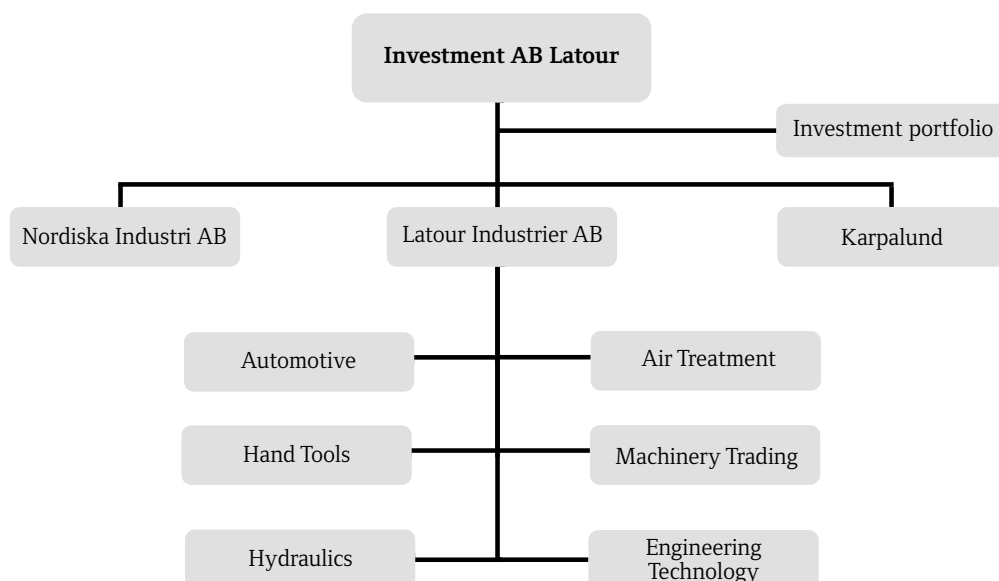 Investment AB Latour
Investment portfolio
Nordiska Industri AB
Latour Industrier AB
Karpalund
Automotive
Air Treatment
Hand Tools
Machinery Trading
Hydraulics
Engineering
Technology